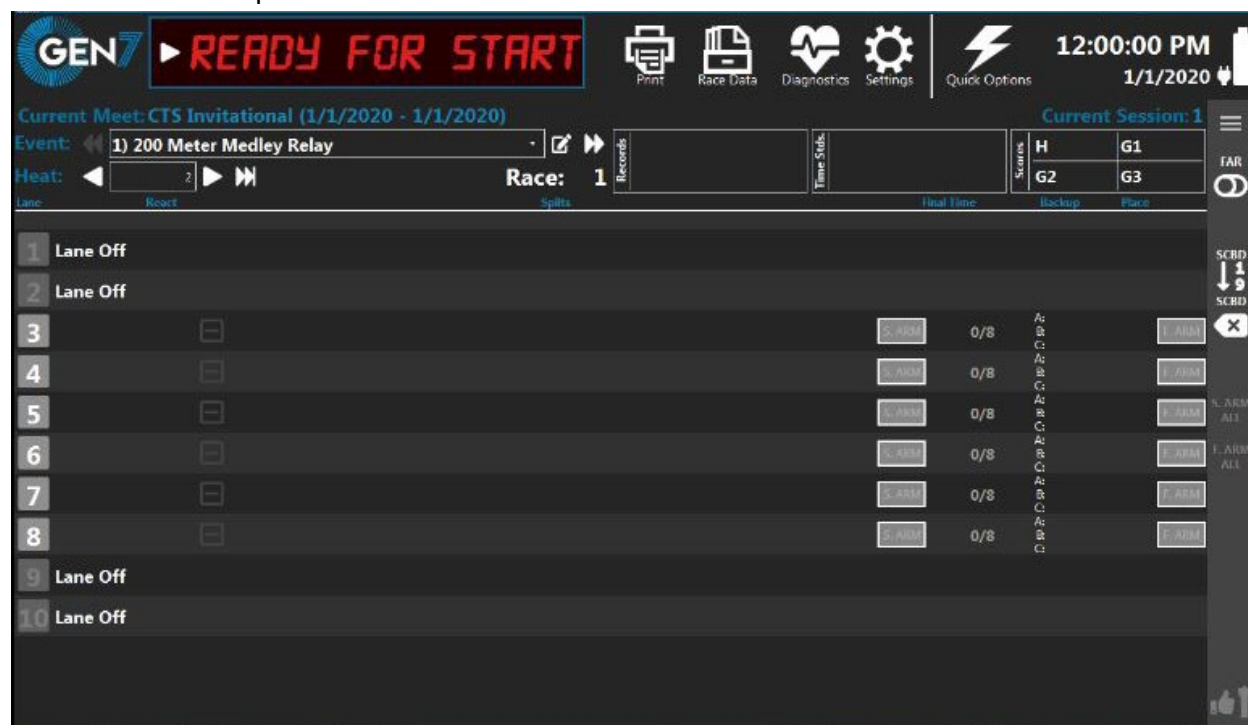 GEN7 READY FOR START Print Race Data Diagnostics Settings Quick Options 12:00:00 PM
1/1/2020
Current Meet: CTS Invitational (1/1/2020 - 1/1/2020) Current Session: 1
Event: 1) 200 Meter Medley Relay Records Time Stds. Scores H G1
Heat: 2 Race: 1 G2 G3
FAR
Lane React Splits Final Time Backup Place
1 Lane Off
SCBD
1
9
SCBD
2 Lane Off
3 S. ARM 0/8 A: B: C: F. ARM
4 S. ARM 0/8 A: B: C: F. ARM
5 S. ARM 0/8 A: B: C: F. ARM
S. ARM
ALL
6 S. ARM 0/8 A: B: C: F. ARM
F. ARM
ALL
7 S. ARM 0/8 A: B: C: F. ARM
8 S. ARM 0/8 A: B: C: F. ARM
9 Lane Off
10 Lane Off